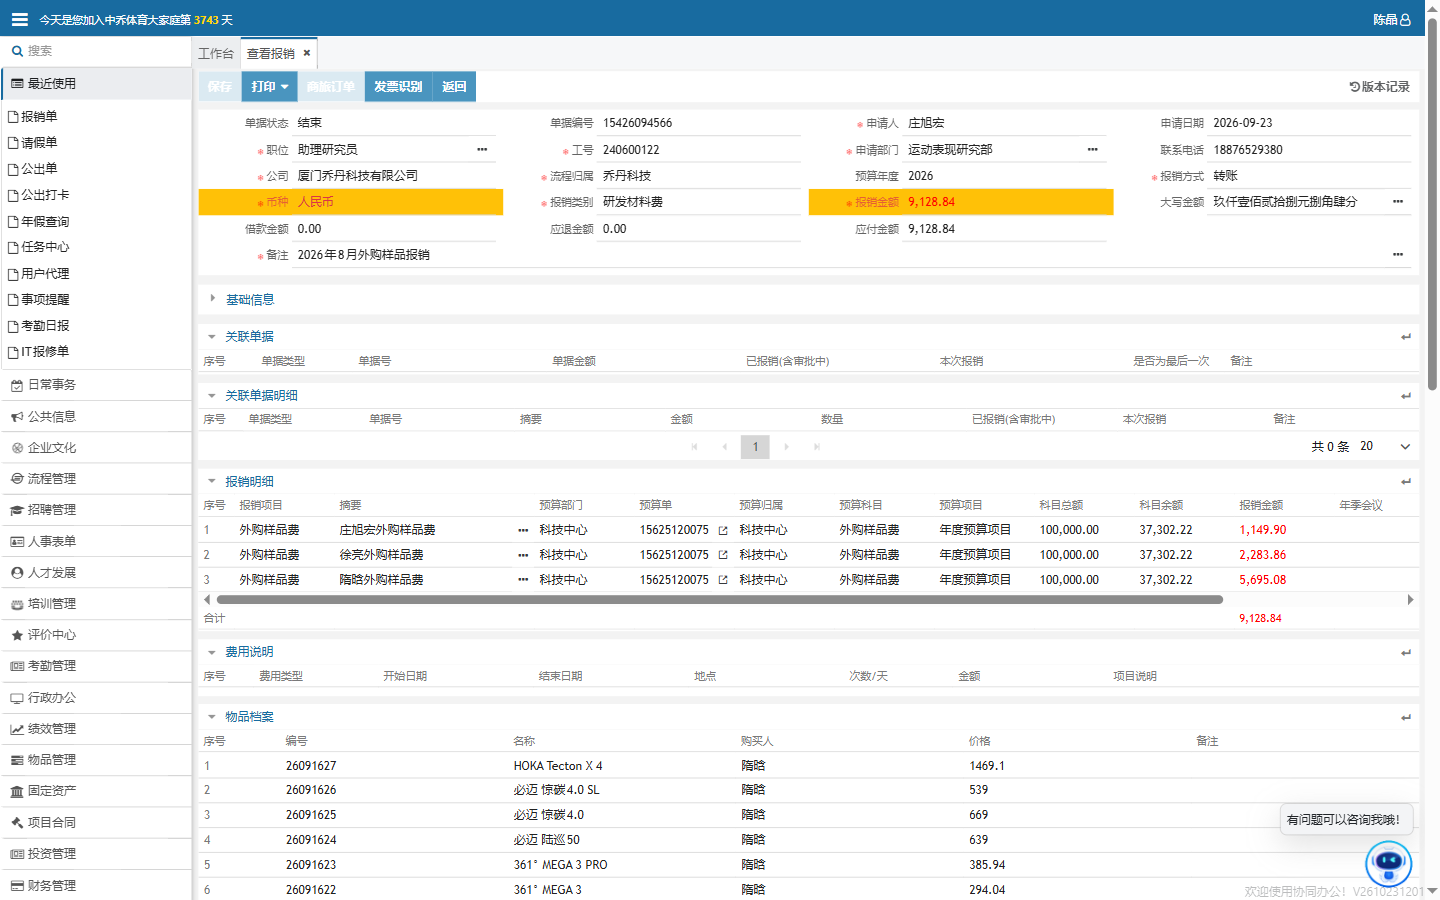 今天是您加入中乔体育大家庭第 3743 天
陈晶
搜索
工作台 查看报销 ×
最近使用
保存 打印 商旅订单 发票识别 返回
版本记录
报销单
请假单
公出单
公出打卡
年假查询
任务中心
用户代理
事项提醒
考勤日报
IT报修单
日常事务
公共信息
企业文化
流程管理
招聘管理
人事表单
人才发展
培训管理
评价中心
考勤管理
行政办公
绩效管理
物品管理
固定资产
项目合同
投资管理
财务管理
单据状态 结束 单据编号 15426094566 * 申请人 庄旭宏 申请日期 2026-09-23
* 职位 助理研究员 ••• * 工号 240600122 * 申请部门 运动表现研究部 ••• 联系电话 18876529380
* 公司 厦门乔丹科技有限公司 * 流程归属 乔丹科技 预算年度 2026 * 报销方式 转账
* 币种 人民币 * 报销类别 研发材料费 * 报销金额 9,128.84 大写金额 玖仟壹佰贰拾捌元捌角肆分 •••
借款金额 0.00 应退金额 0.00 应付金额 9,128.84
* 备注 2026年8月外购样品报销 •••
基础信息
关联单据
序号 单据类型 单据号 单据金额 已报销(含审批中) 本次报销 是否为最后一次 备注
关联单据明细
序号 单据类型 单据号 摘要 金额 数量 已报销(含审批中) 本次报销 备注
1 共 0 条 20
报销明细
序号 报销项目 摘要 预算部门 预算单 预算归属 预算科目 预算项目 科目总额 科目余额 报销金额 年季会议
1 外购样品费 庄旭宏外购样品费 ••• 科技中心 15625120075 科技中心 外购样品费 年度预算项目 100,000.00 37,302.22 1,149.90
2 外购样品费 徐亮外购样品费 ••• 科技中心 15625120075 科技中心 外购样品费 年度预算项目 100,000.00 37,302.22 2,283.86
3 外购样品费 隋晗外购样品费 ••• 科技中心 15625120075 科技中心 外购样品费 年度预算项目 100,000.00 37,302.22 5,695.08
合计 9,128.84
费用说明
序号 费用类型 开始日期 结束日期 地点 次数/天 金额 项目说明
物品档案
序号 编号 名称 购买人 价格 备注
1 26091627 HOKA Tecton X 4 隋晗 1469.1
2 26091626 必迈 惊碳4.0 SL 隋晗 539
3 26091625 必迈 惊碳4.0 隋晗 669
4 26091624 必迈 陆巡50 隋晗 639
5 26091623 361° MEGA 3 PRO 隋晗 385.94
6 26091622 361° MEGA 3 隋晗 294.04
有问题可以咨询我哦！
欢迎使用协同办公！V2610231201